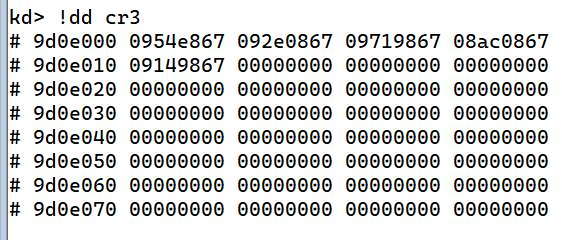 kd> !dd cr3
# 9d0e000 0954e867 092e0867 09719867 08ac0867
# 9d0e010 09149867 00000000 00000000 00000000
# 9d0e020 00000000 00000000 00000000 00000000
# 9d0e030 00000000 00000000 00000000 00000000
# 9d0e040 00000000 00000000 00000000 00000000
# 9d0e050 00000000 00000000 00000000 00000000
# 9d0e060 00000000 00000000 00000000 00000000
# 9d0e070 00000000 00000000 00000000 00000000